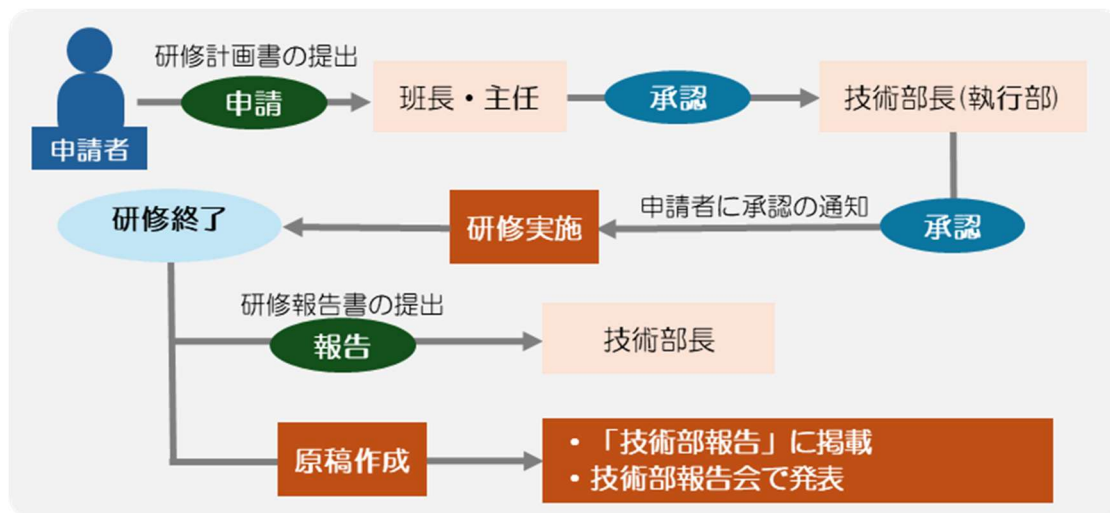 研修計画書の提出
申請者
申請
班長・主任
承認
技術部長(執行部)
承認
申請者に承認の通知
研修実施
研修終了
研修報告書の提出
報告
技術部長
原稿作成
・「技術部報告」に掲載
・技術部報告会で発表